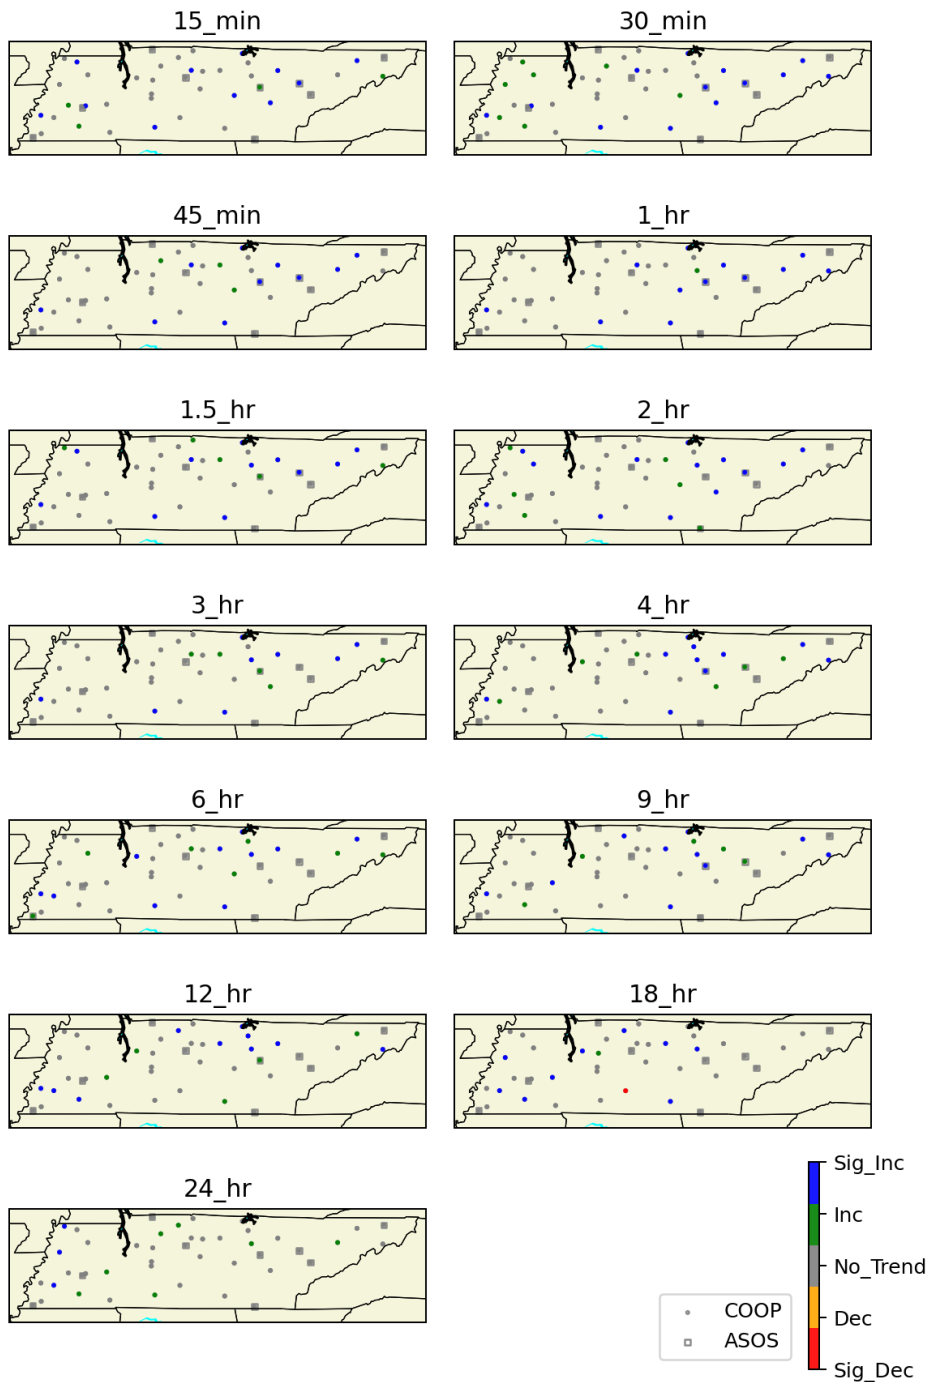 15_min
30_min
45_min
1_hr
1.5_hr
2_hr
3_hr
4_hr
6_hr
9_hr
12_hr
18_hr
24_hr
Sig_Inc
Inc
No_Trend
Dec
Sig_Dec
COOP
ASOS